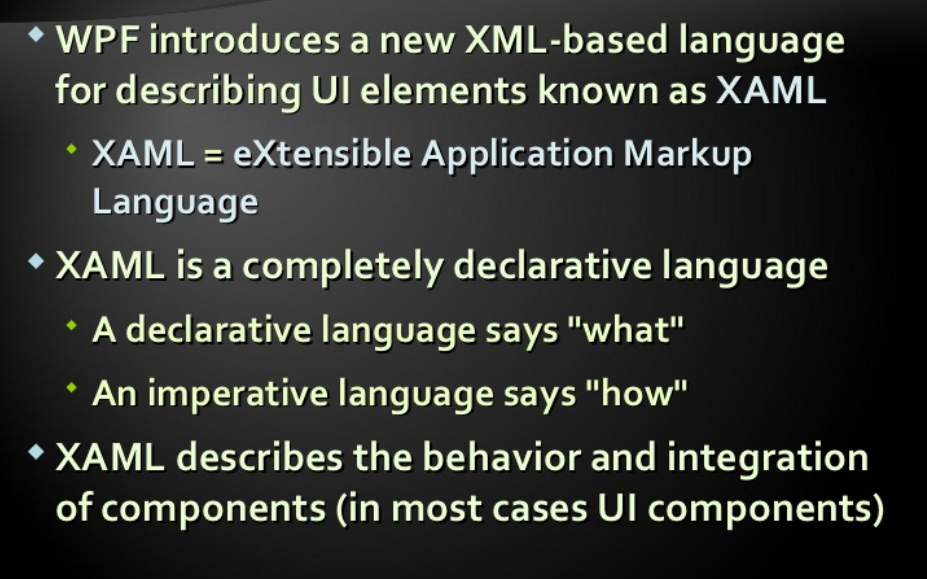 WPF introduces a new XML-based language
for describing UI elements known as XAML
XAML = eXtensible Application Markup
Language
XAML is a completely declarative language
A declarative language says "what"
An imperative language says "how"
XAML describes the behavior and integration
of components (in most cases UI components)